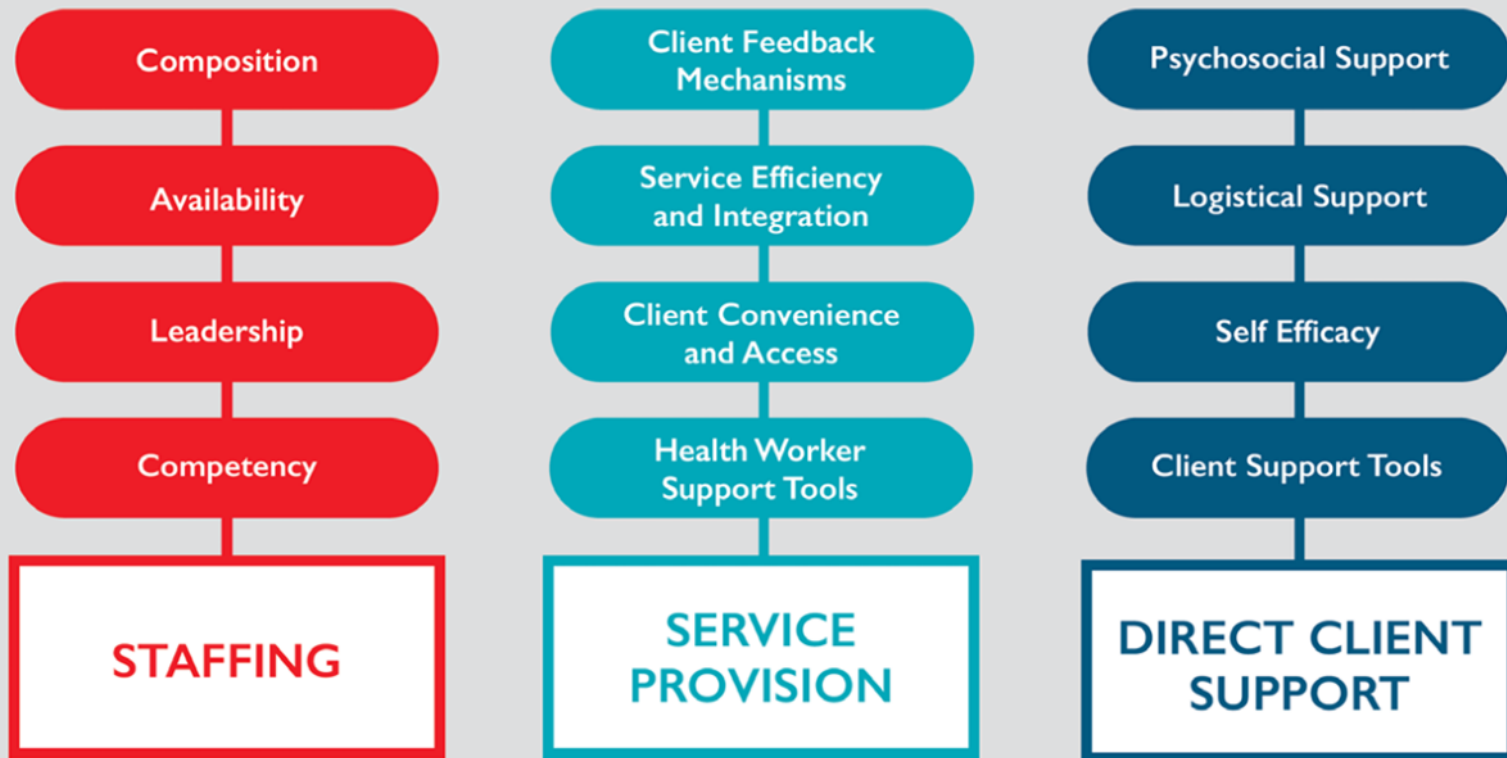 Composition
Availability
Leadership
Competency
STAFFING
Client Feedback
Mechanisms
Service Efficiency
and Integration
Client Convenience
and Access
Health Worker
Support Tools
SERVICE
PROVISION
Psychosocial Support
Logistical Support
Self Efficacy
Client Support Tools
DIRECT CLIENT
SUPPORT